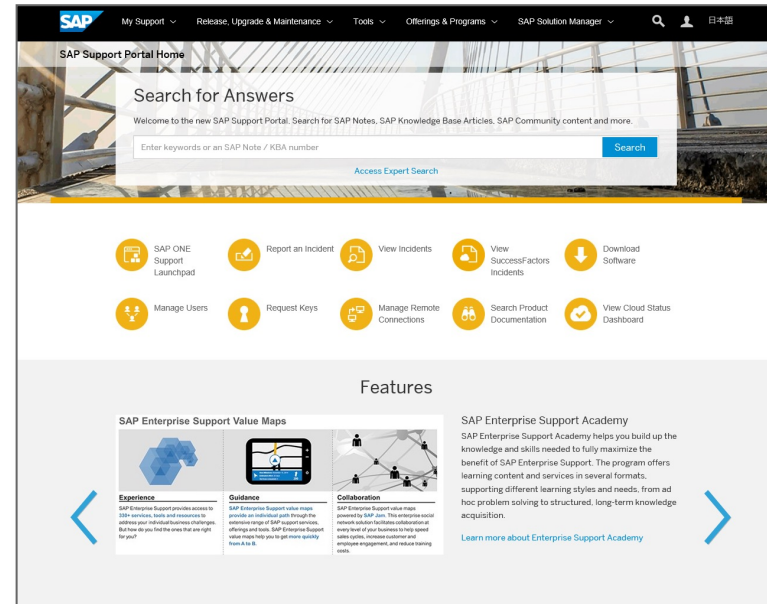 SAP
My Support
Release, Upgrade & Maintenance
Tools
Offerings & Programs
SAP Solution Manager
日本語
SAP Support Portal Home
Search for Answers
Welcome to the new SAP Support Portal. Search for SAP Notes, SAP Knowledge Base Articles, SAP Community content and more.
Enter keywords or an SAP Note / KBA number
Search
Access Expert Search
SAP ONE
Support
Launchpad
Report an Incident
View Incidents
View
SuccessFactors
Incidents
Download
Software
Manage Users
Request Keys
Manage Remote
Connections
Search Product
Documentation
View Cloud Status
Dashboard
Features
SAP Enterprise Support Value Maps
Experience
SAP Enterprise Support provides access to
330+ services, tools and resources to
address your individual business challenges.
But how do you find the ones that are right
for you?
Guidance
SAP Enterprise Support value maps
provide an individual path through the
extensive range of SAP support services,
offerings and tools. SAP Enterprise Support
value maps help you to get more quickly
from A to B.
Collaboration
SAP Enterprise Support value maps
powered by SAP Jam. This enterprise social
network solution facilitates collaboration at
every level of your business to help speed
sales cycles, increase customer and
employee engagement, and reduce training
costs.
SAP Enterprise Support Academy
SAP Enterprise Support Academy helps you build up the
knowledge and skills needed to fully maximize the
benefit of SAP Enterprise Support. The program offers
learning content and services in several formats,
supporting different learning styles and needs, from ad
hoc problem solving to structured, long-term knowledge
acquisition.
Learn more about Enterprise Support Academy